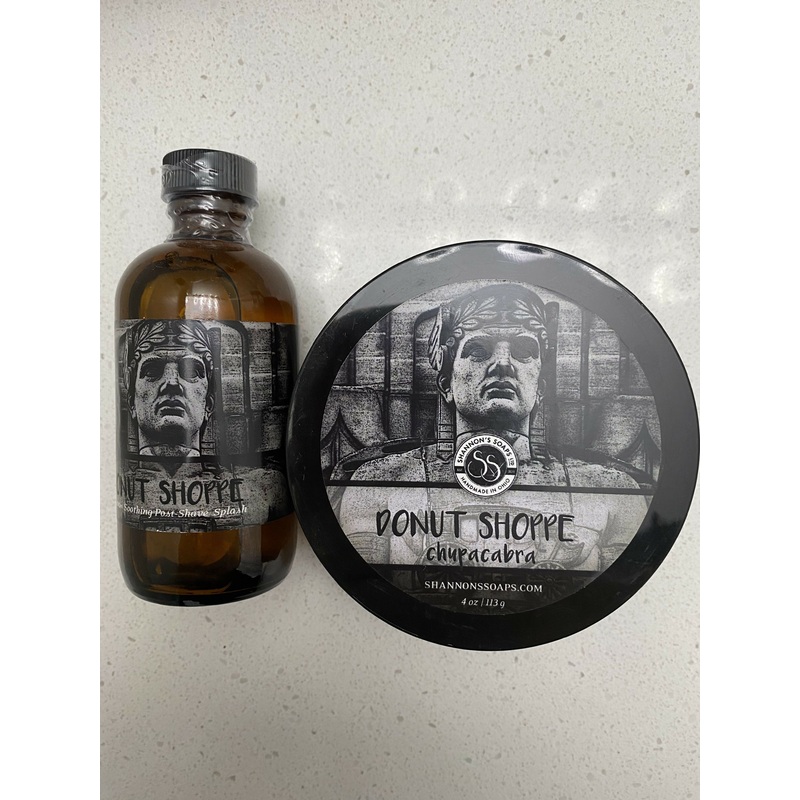 NUT SHOPPE
Soothing Post-Shave Splash
SHANNON'S SOAPS
SS
HANDMADE IN OHIO
DONUT SHOPPE
chupacabra
SHANNONSSOAPS.COM
4 oz | 113 g